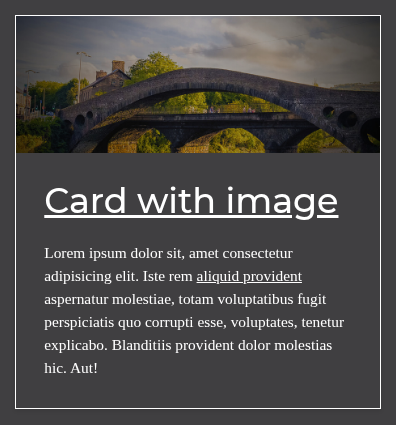 Card with image
Lorem ipsum dolor sit, amet consectetur
adipisicing elit. Iste rem aliquid provident
aspernatur molestiae, totam voluptatibus fugit
perspiciatis quo corrupti esse, voluptates, tenetur
explicabo. Blanditiis provident dolor molestias
hic. Aut!